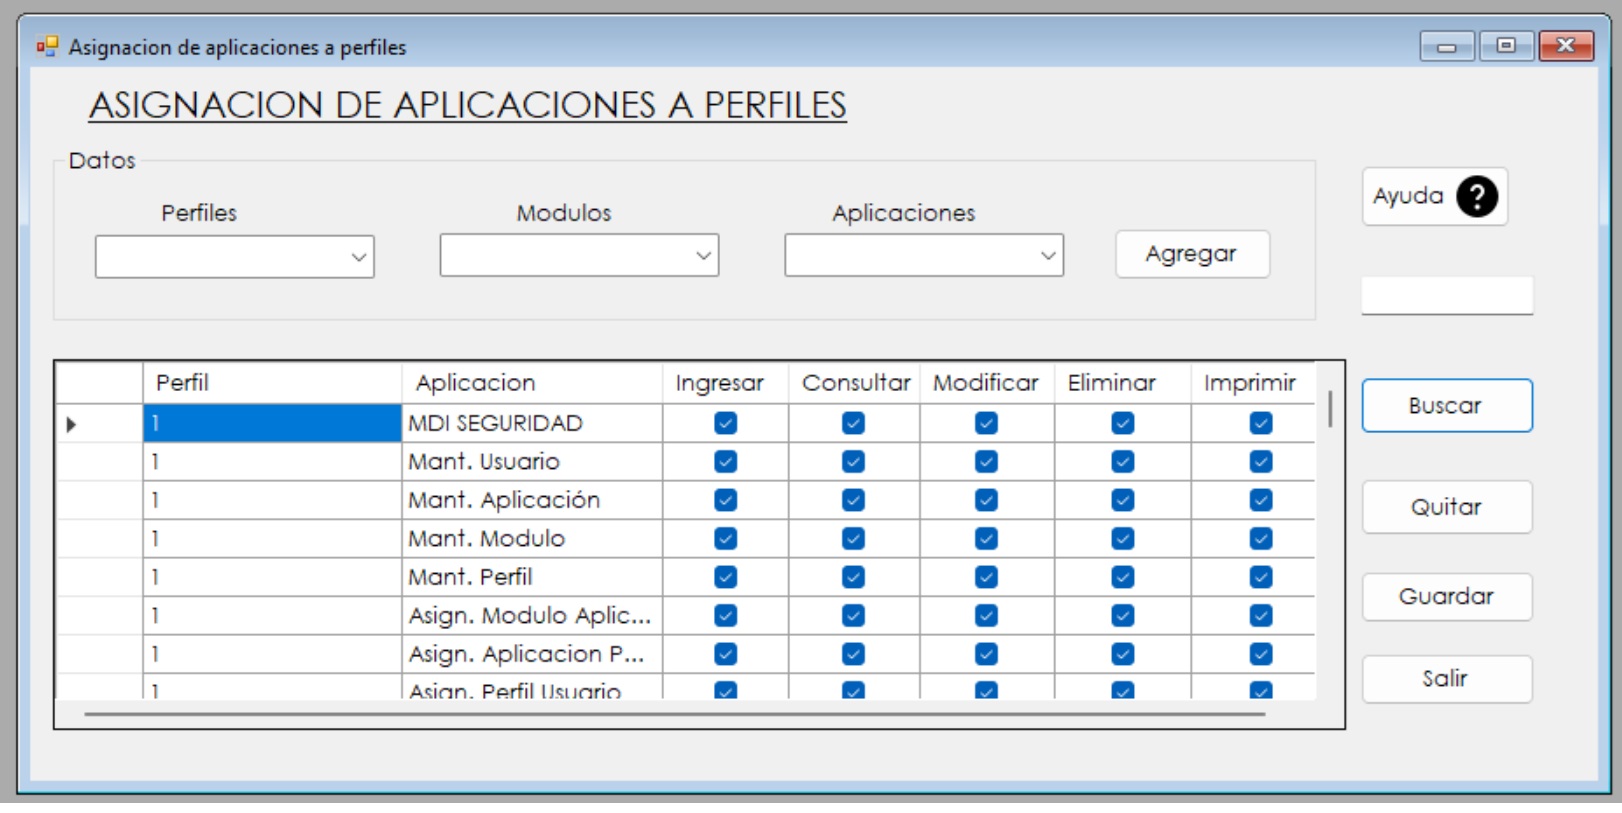 Asignacion de aplicaciones a perfiles
ASIGNACION DE APLICACIONES A PERFILES
Datos
Perfiles Modulos Aplicaciones
Agregar
Ayuda ?
Perfil Aplicacion Ingresar Consultar Modificar Eliminar Imprimir
1 MDI SEGURIDAD
1 Mant. Usuario
1 Mant. Aplicación
1 Mant. Modulo
1 Mant. Perfil
1 Asign. Modulo Aplic...
1 Asign. Aplicacion P...
1 Asign. Perfil Usuario
Buscar
Quitar
Guardar
Salir